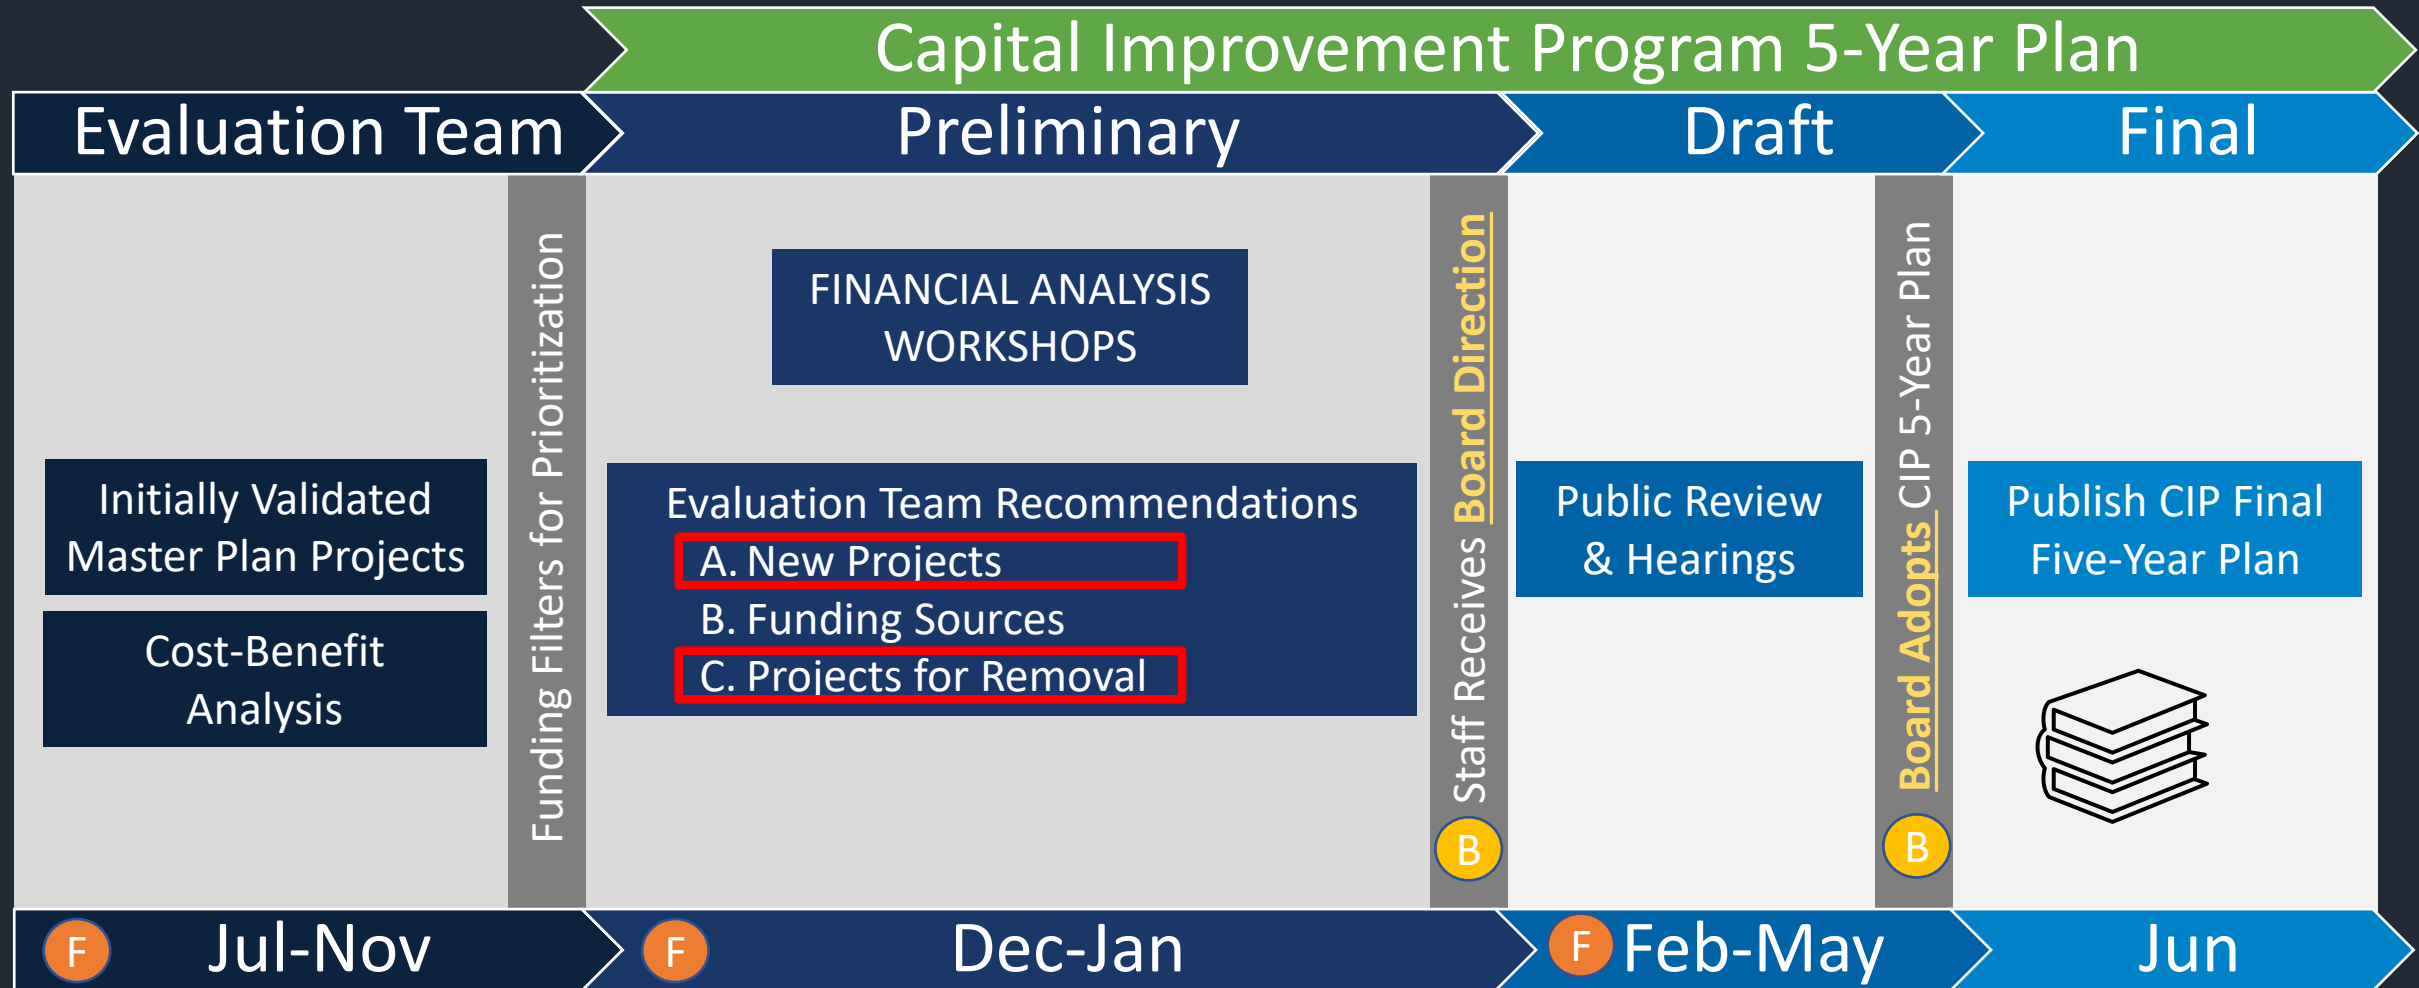 Capital Improvement Program 5-Year Plan
Evaluation Team
Preliminary
Draft
Final
Initially Validated
Master Plan Projects
Cost-Benefit
Analysis
Funding Filters for Prioritization
FINANCIAL ANALYSIS
WORKSHOPS
Evaluation Team Recommendations
A. New Projects
B. Funding Sources
C. Projects for Removal
Staff Receives Board Direction
B
Public Review
& Hearings
Board Adopts CIP 5-Year Plan
B
Publish CIP Final
Five-Year Plan
F
Jul-Nov
F
Dec-Jan
F
Feb-May
Jun